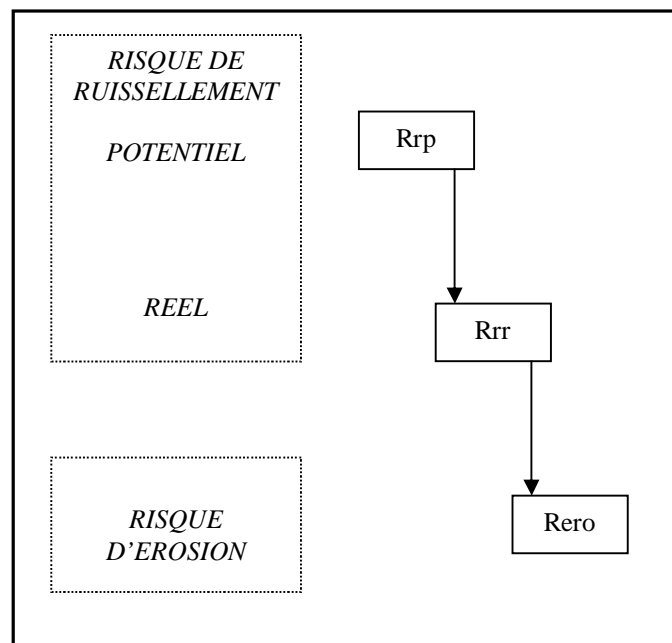 RISQUE DE
RUISSELLEMENT
POTENTIEL
Rrp
REEL
Rrr
RISQUE
D'EROSION
Rero